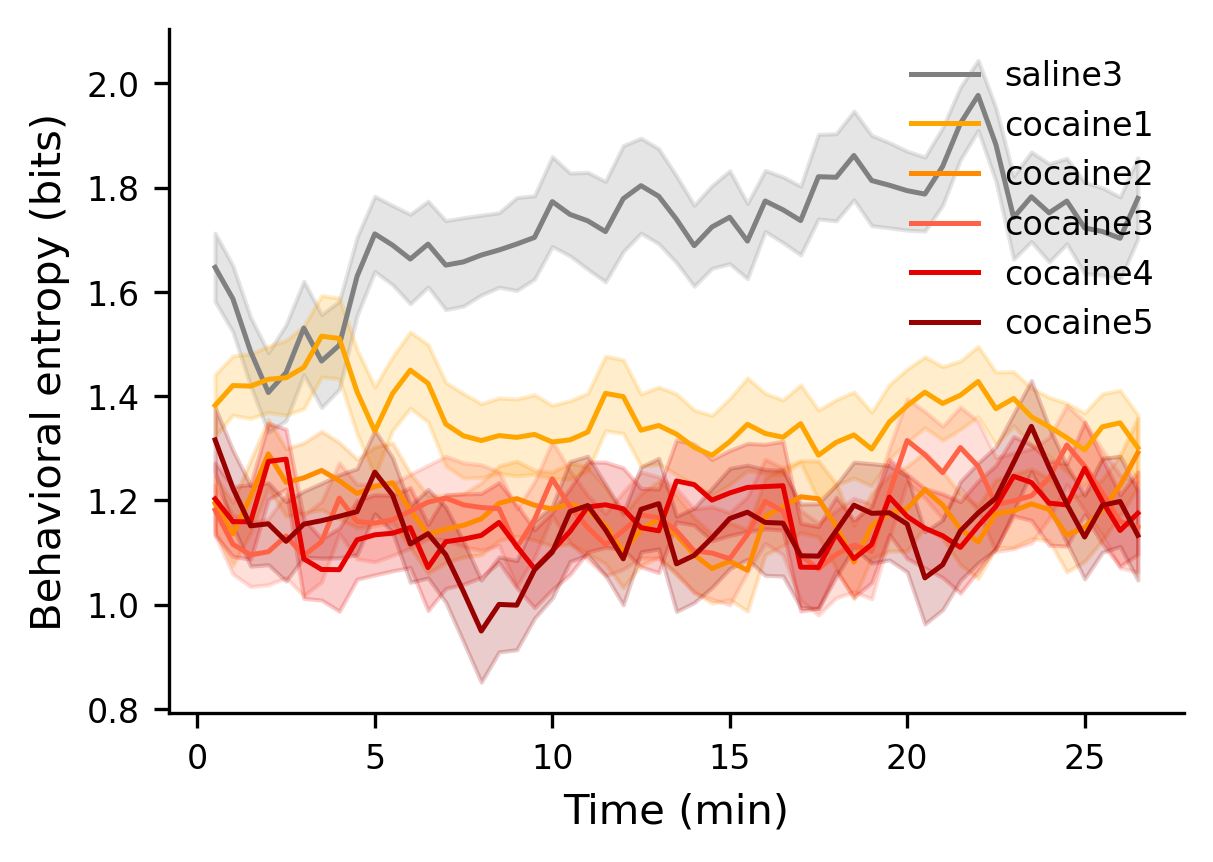 Behavioral entropy (bits)
2.0
1.8
1.6
1.4
1.2
1.0
0.8
saline3
cocaine1
cocaine2
cocaine3
cocaine4
cocaine5
0 5 10 15 20 25
Time (min)